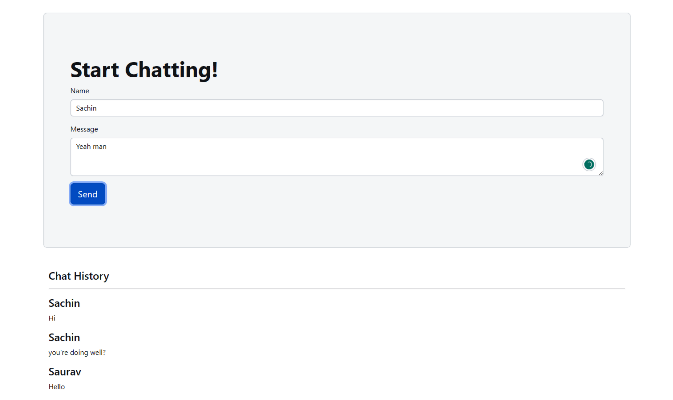 Start Chatting!
Name
Sachin
Message
Yeah man
Send
Chat History
Sachin
Hi
Sachin
you're doing well?
Saurav
Hello